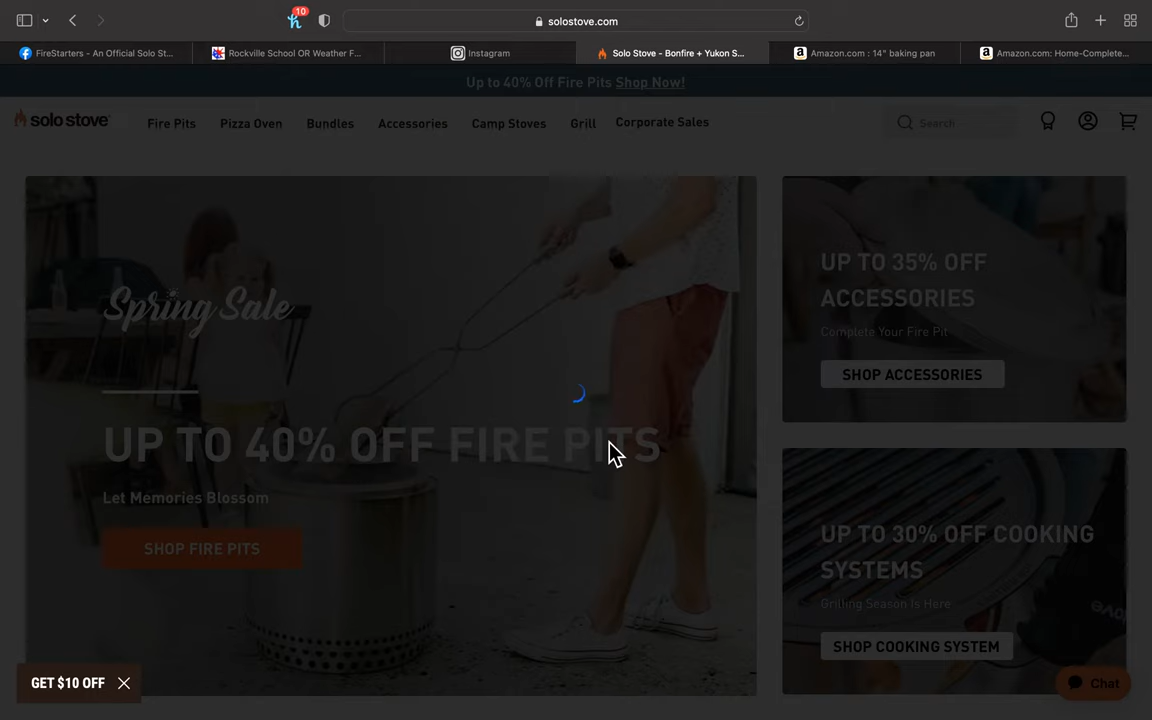 10
solostove.com
FireStarters - An Official Solo St...
Rockville School OR Weather F...
Instagram
Solo Stove - Bonfire + Yukon S...
Amazon.com : 14" baking pan
Amazon.com: Home-Complete...
Up to 40% Off Fire Pits Shop Now!
solo stove
Fire Pits
Pizza Oven
Bundles
Accessories
Camp Stoves
Grill
Corporate Sales
Search
Spring Sale
UP TO 40% OFF FIRE PITS
Let Memories Blossom
SHOP FIRE PITS
UP TO 35% OFF
ACCESSORIES
Complete Your Fire Pit
SHOP ACCESSORIES
UP TO 30% OFF COOKING
SYSTEMS
Grilling Season Is Here
SHOP COOKING SYSTEM
GET $10 OFF
Chat